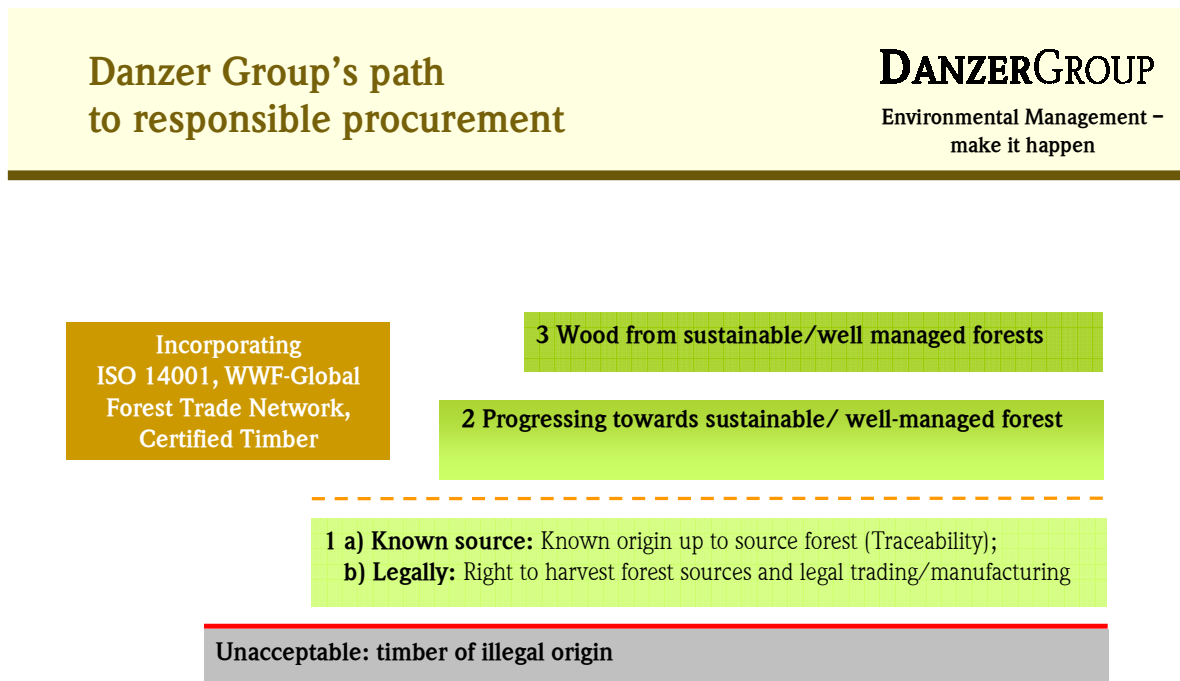 Danzer Group's path
to responsible procurement
DANZERGROUP
Environmental Management –
make it happen
Incorporating
ISO 14001, WWF-Global
Forest Trade Network,
Certified Timber
3 Wood from sustainable/well managed forests
2 Progressing towards sustainable/ well-managed forest
1 a) Known source: Known origin up to source forest (Traceability);
b) Legally: Right to harvest forest sources and legal trading/manufacturing
Unacceptable: timber of illegal origin